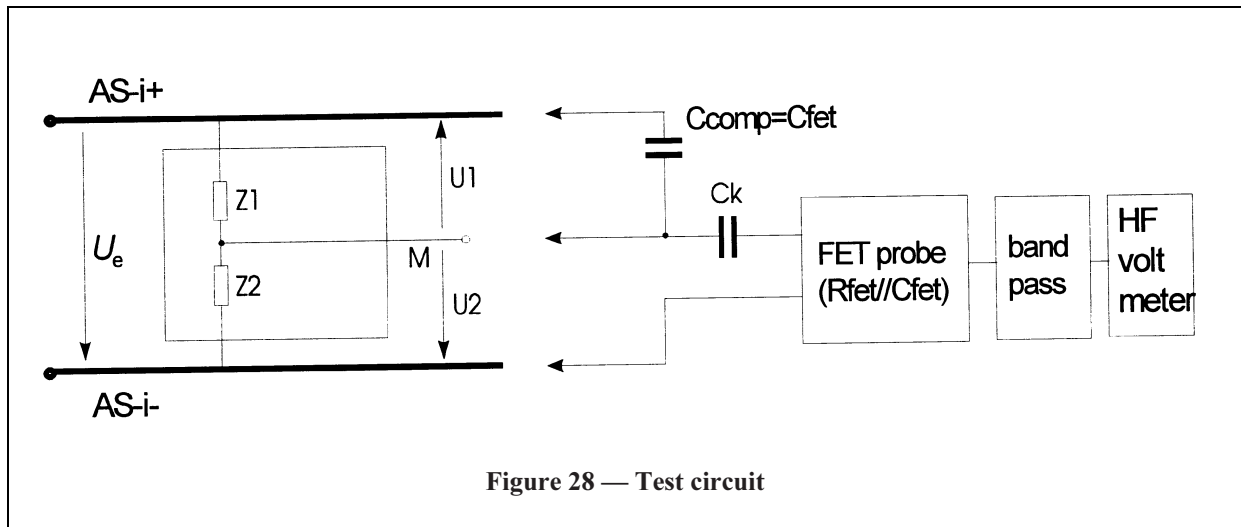 AS-i+
Ccomp=Cfet
U1
Z1
Ck
Ue
M
Z2
U2
FET probe
(Rfet//Cfet)
band
pass
HF
volt
meter
AS-i-
Figure 28 — Test circuit